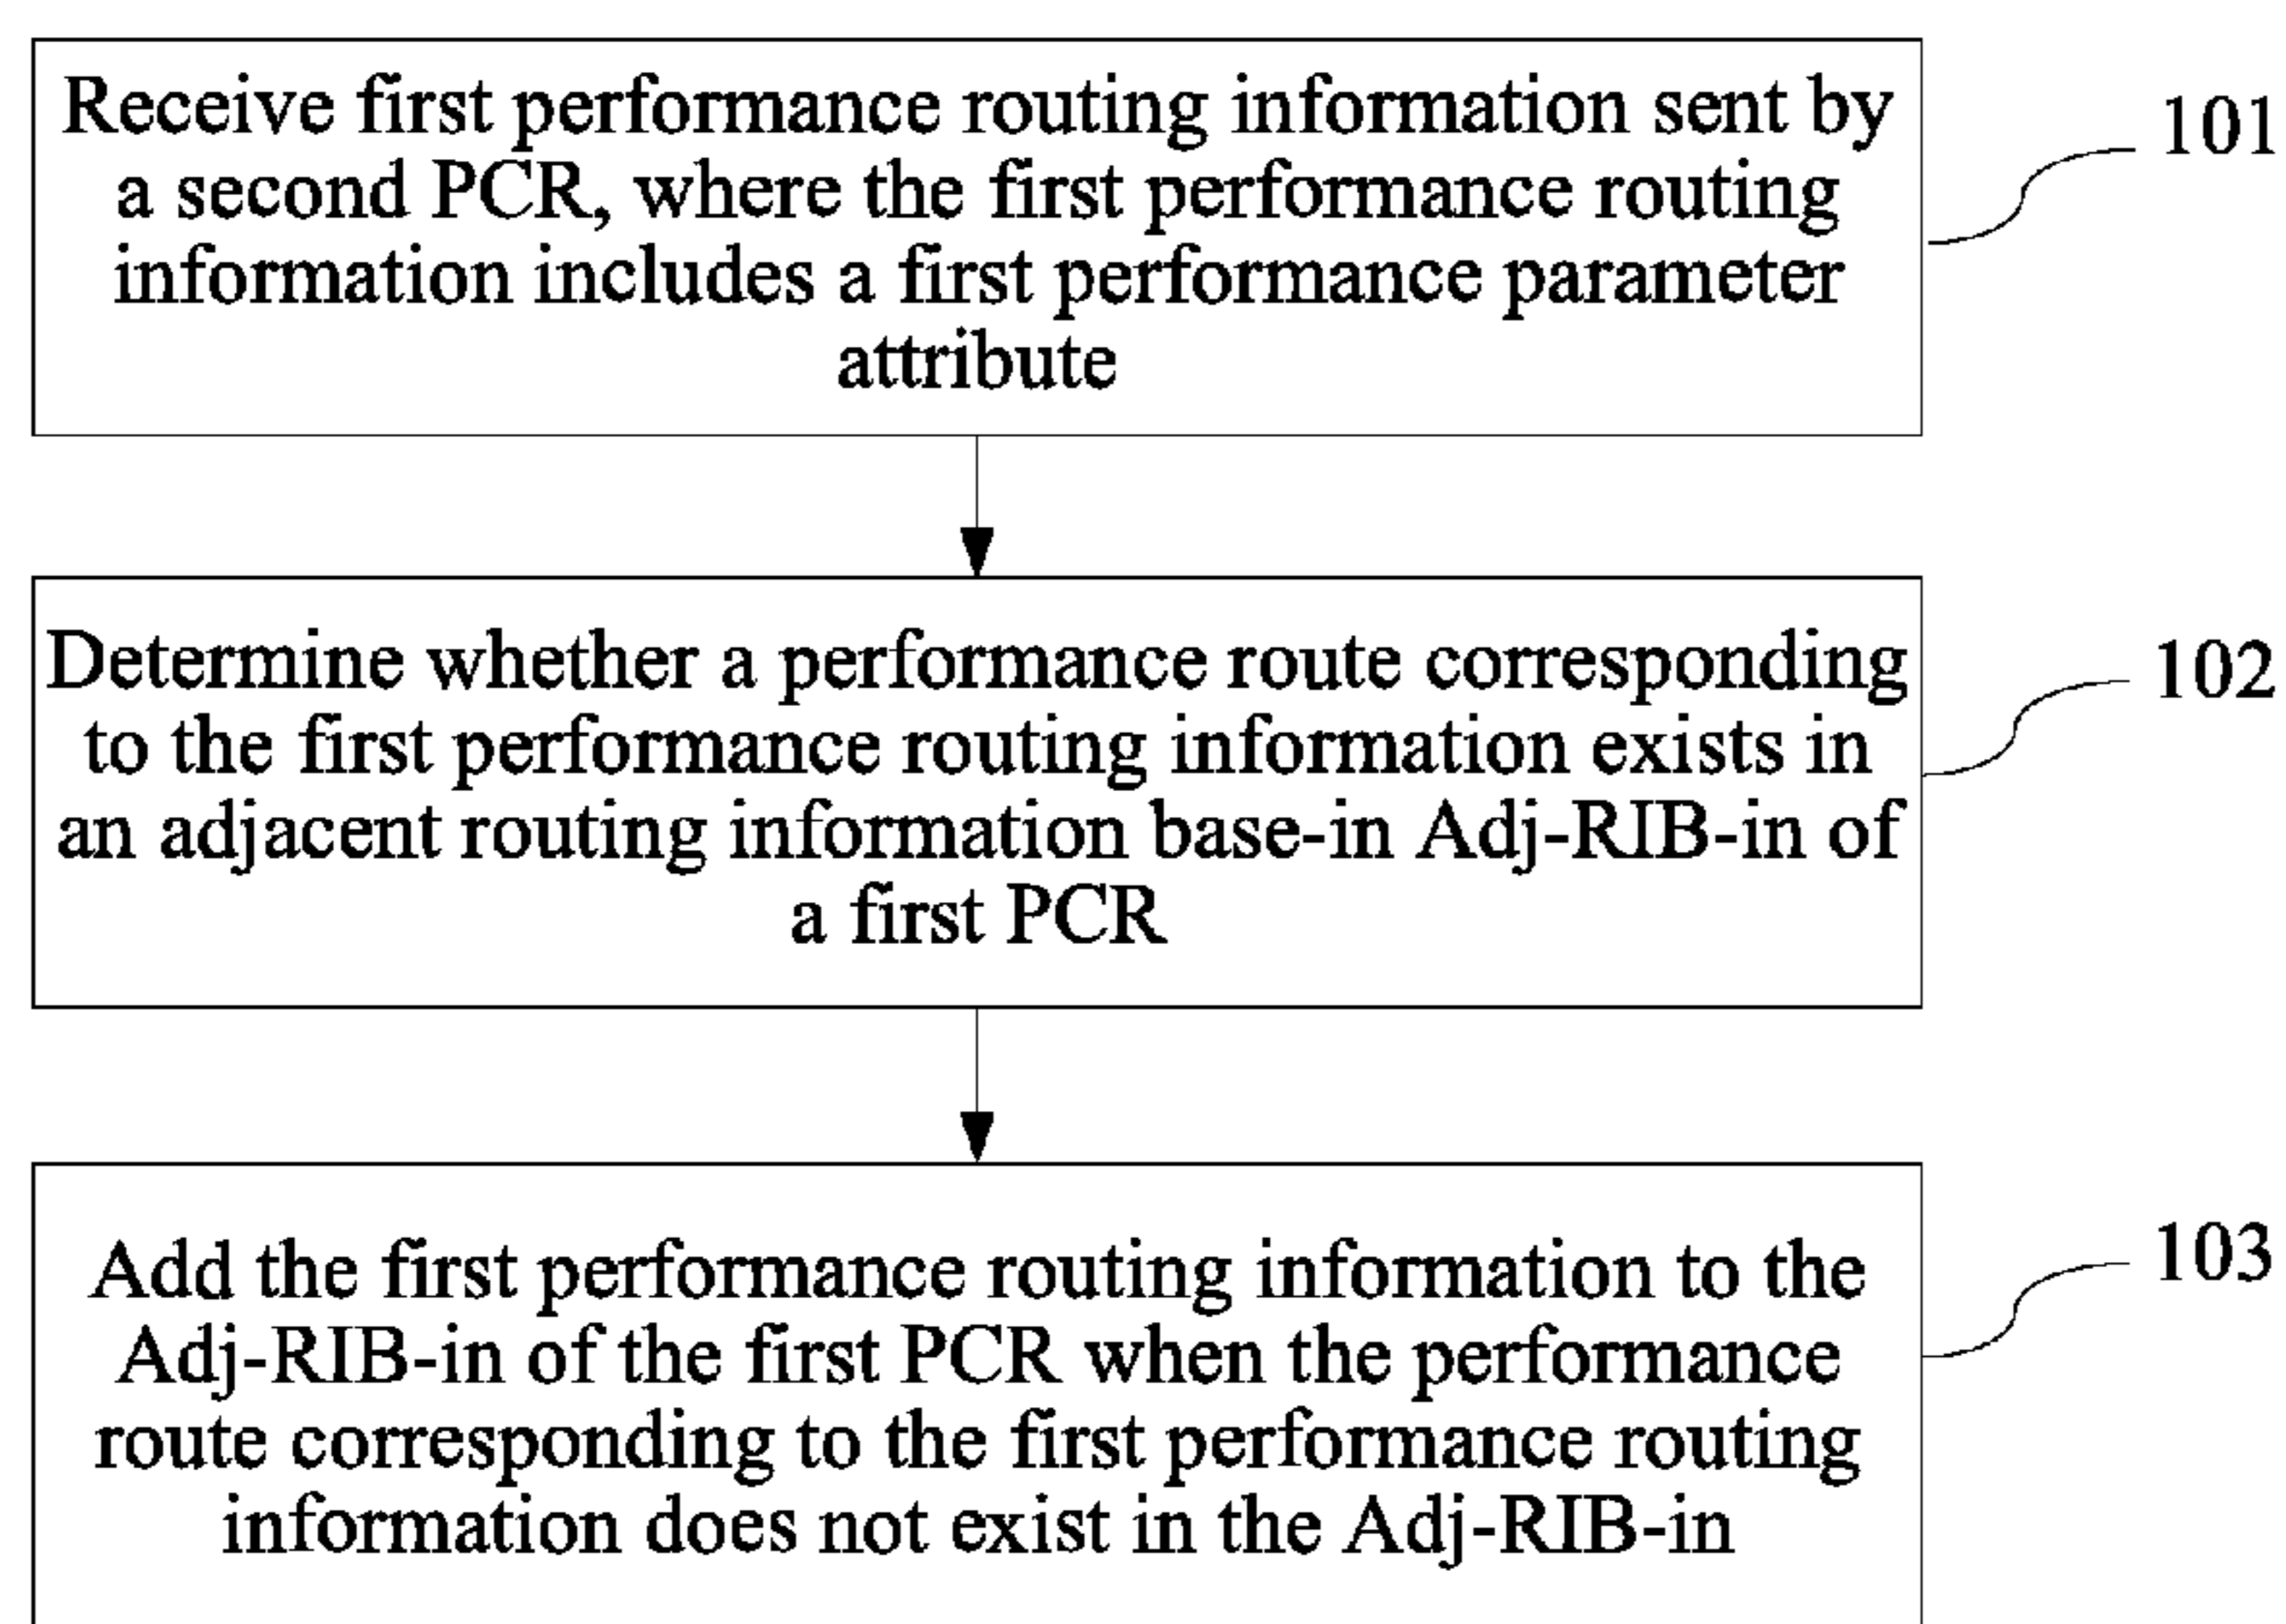 Receive first performance routing information sent by
a second PCR, where the first performance routing
information includes a first performance parameter
attribute
101
Determine whether a performance route corresponding
to the first performance routing information exists in
an adjacent routing information base-in Adj-RIB-in of
a first PCR
102
Add the first performance routing information to the
Adj-RIB-in of the first PCR when the performance
route corresponding to the first performance routing
information does not exist in the Adj-RIB-in
103